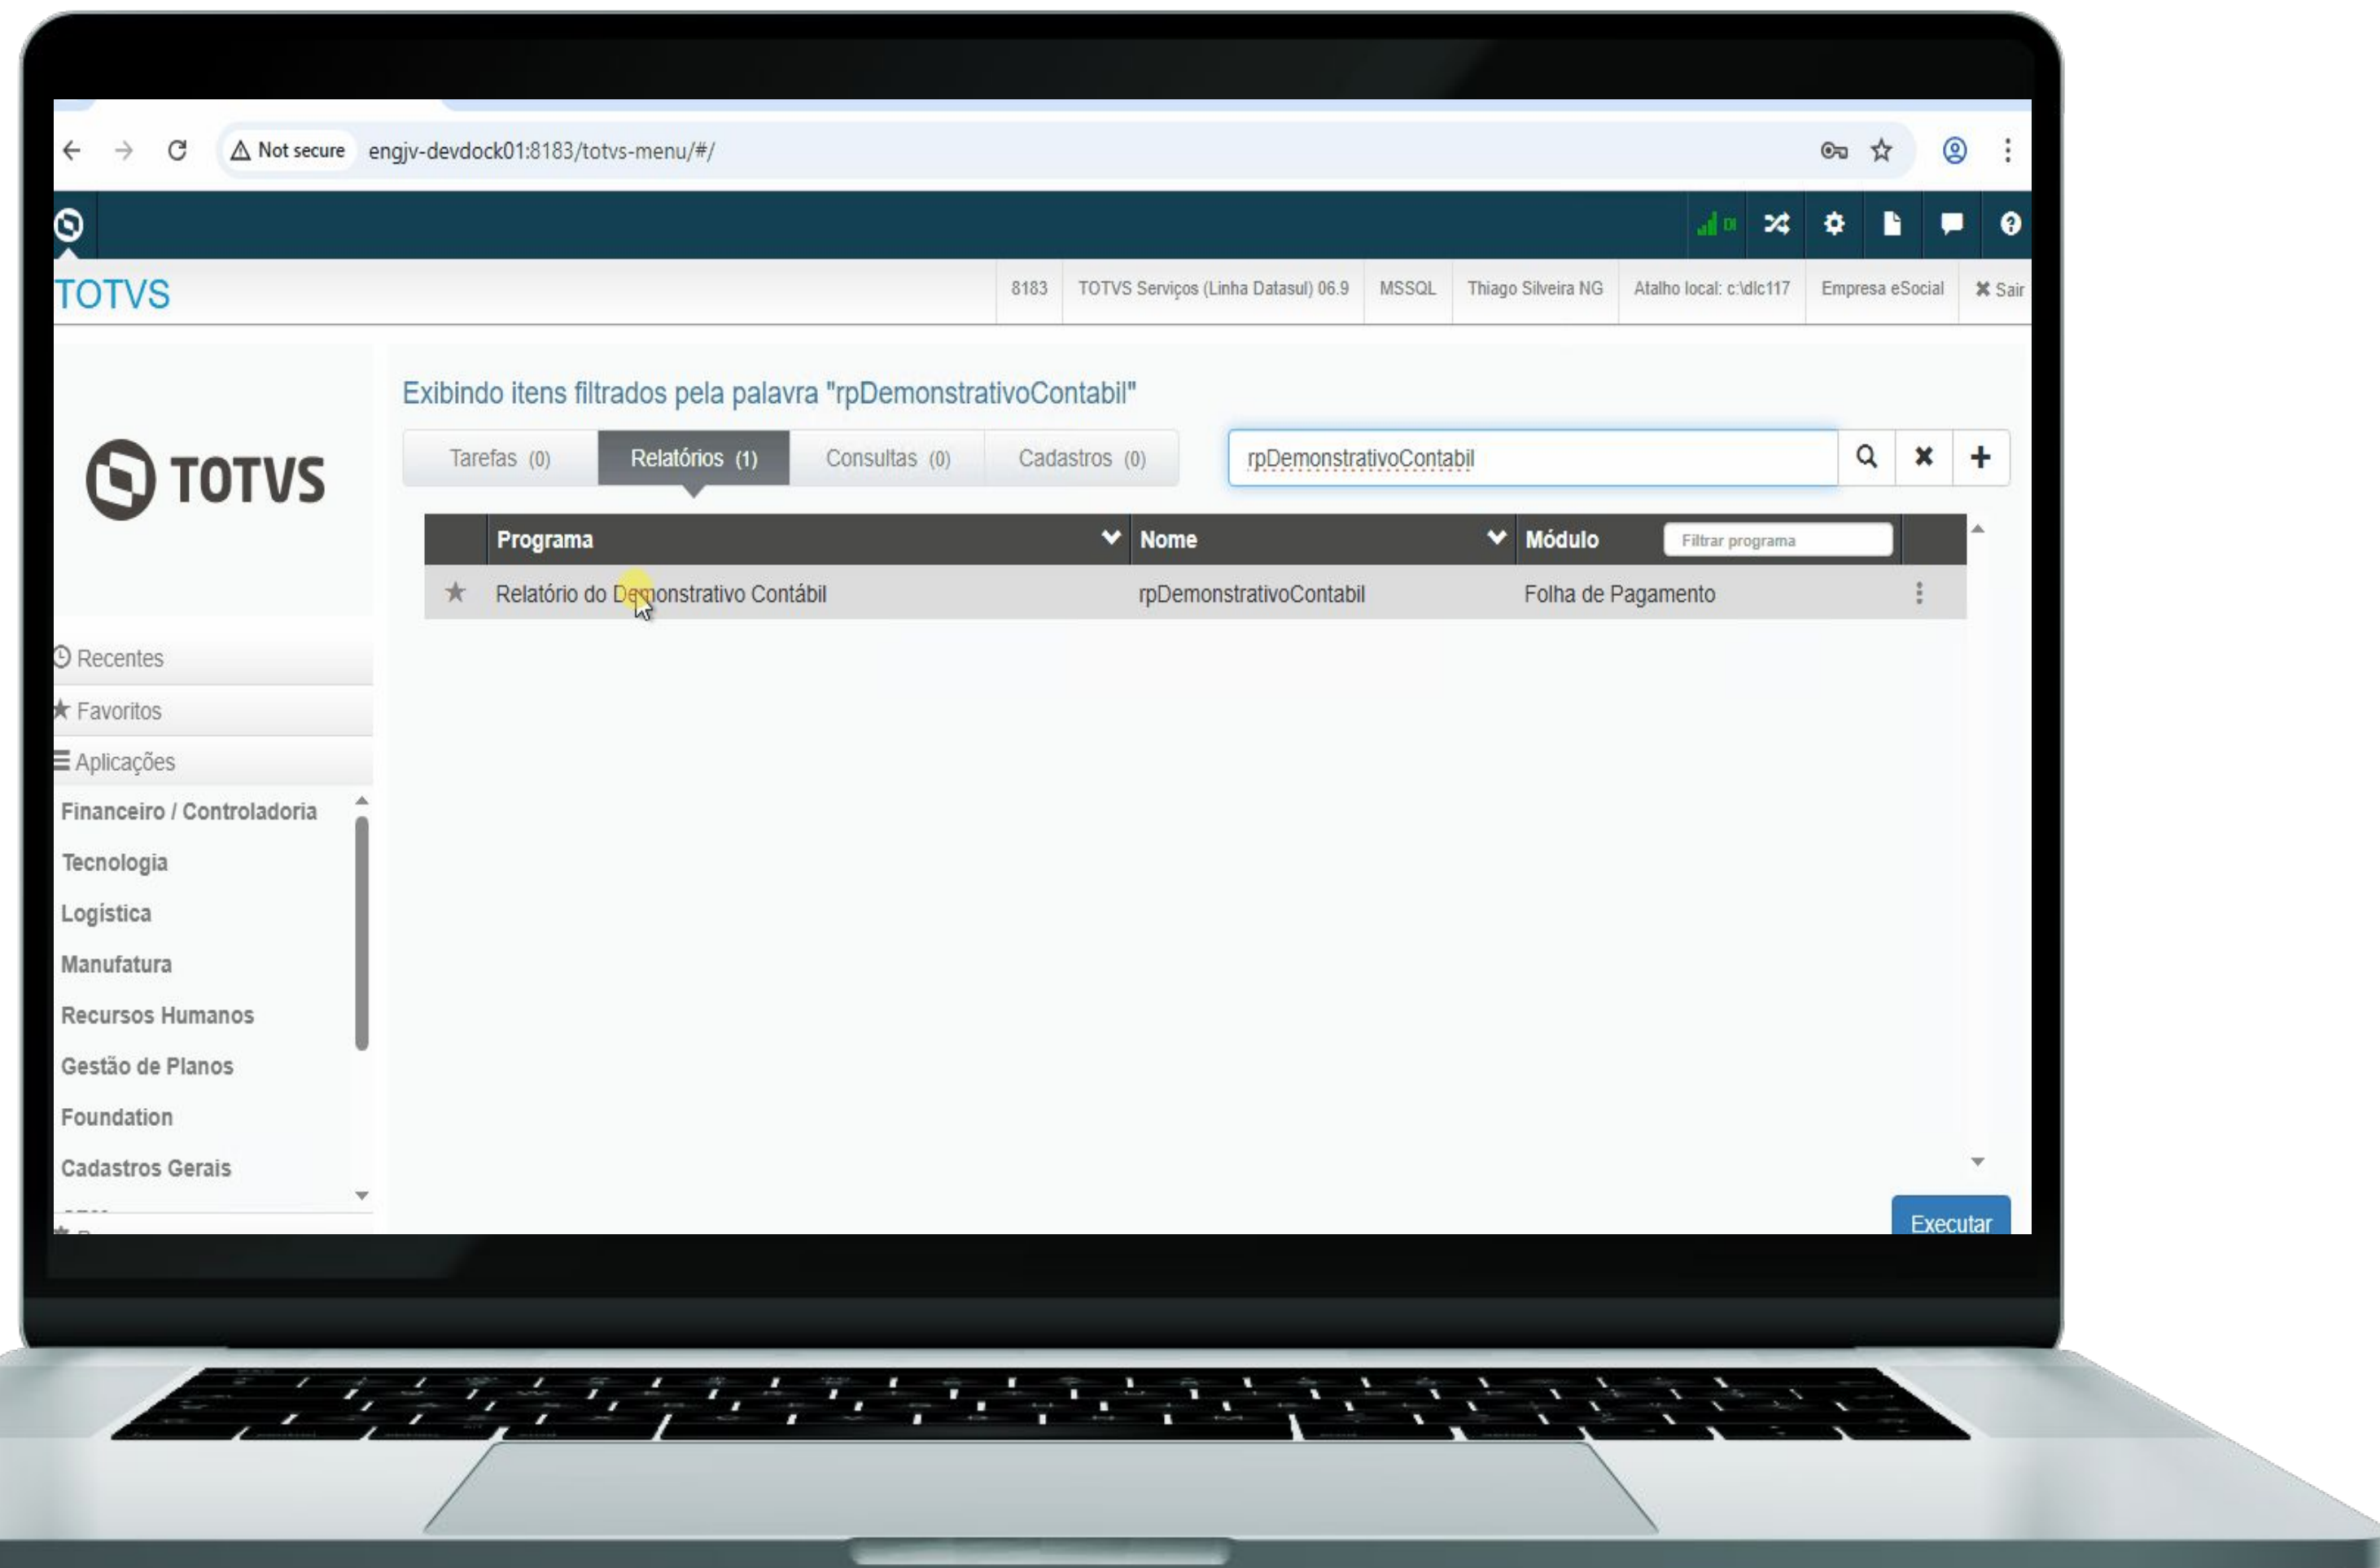 Not secure engjv-devdock01:8183/totvs-menu/#/
DI
TOTVS 8183 TOTVS Serviços (Linha Datasul) 06.9 MSSQL Thiago Silveira NG Atalho local: c:\dlc117 Empresa eSocial Sair
Exibindo itens filtrados pela palavra "rpDemonstrativoContabil"
Tarefas (0) Relatórios (1) Consultas (0) Cadastros (0) rpDemonstrativoContabil
TOTVS
Programa Nome Módulo Filtrar programa
Relatório do Demonstrativo Contábil rpDemonstrativoContabil Folha de Pagamento
Recentes
Favoritos
Aplicações
Financeiro / Controladoria
Tecnologia
Logística
Manufatura
Recursos Humanos
Gestão de Planos
Foundation
Cadastros Gerais
Executar